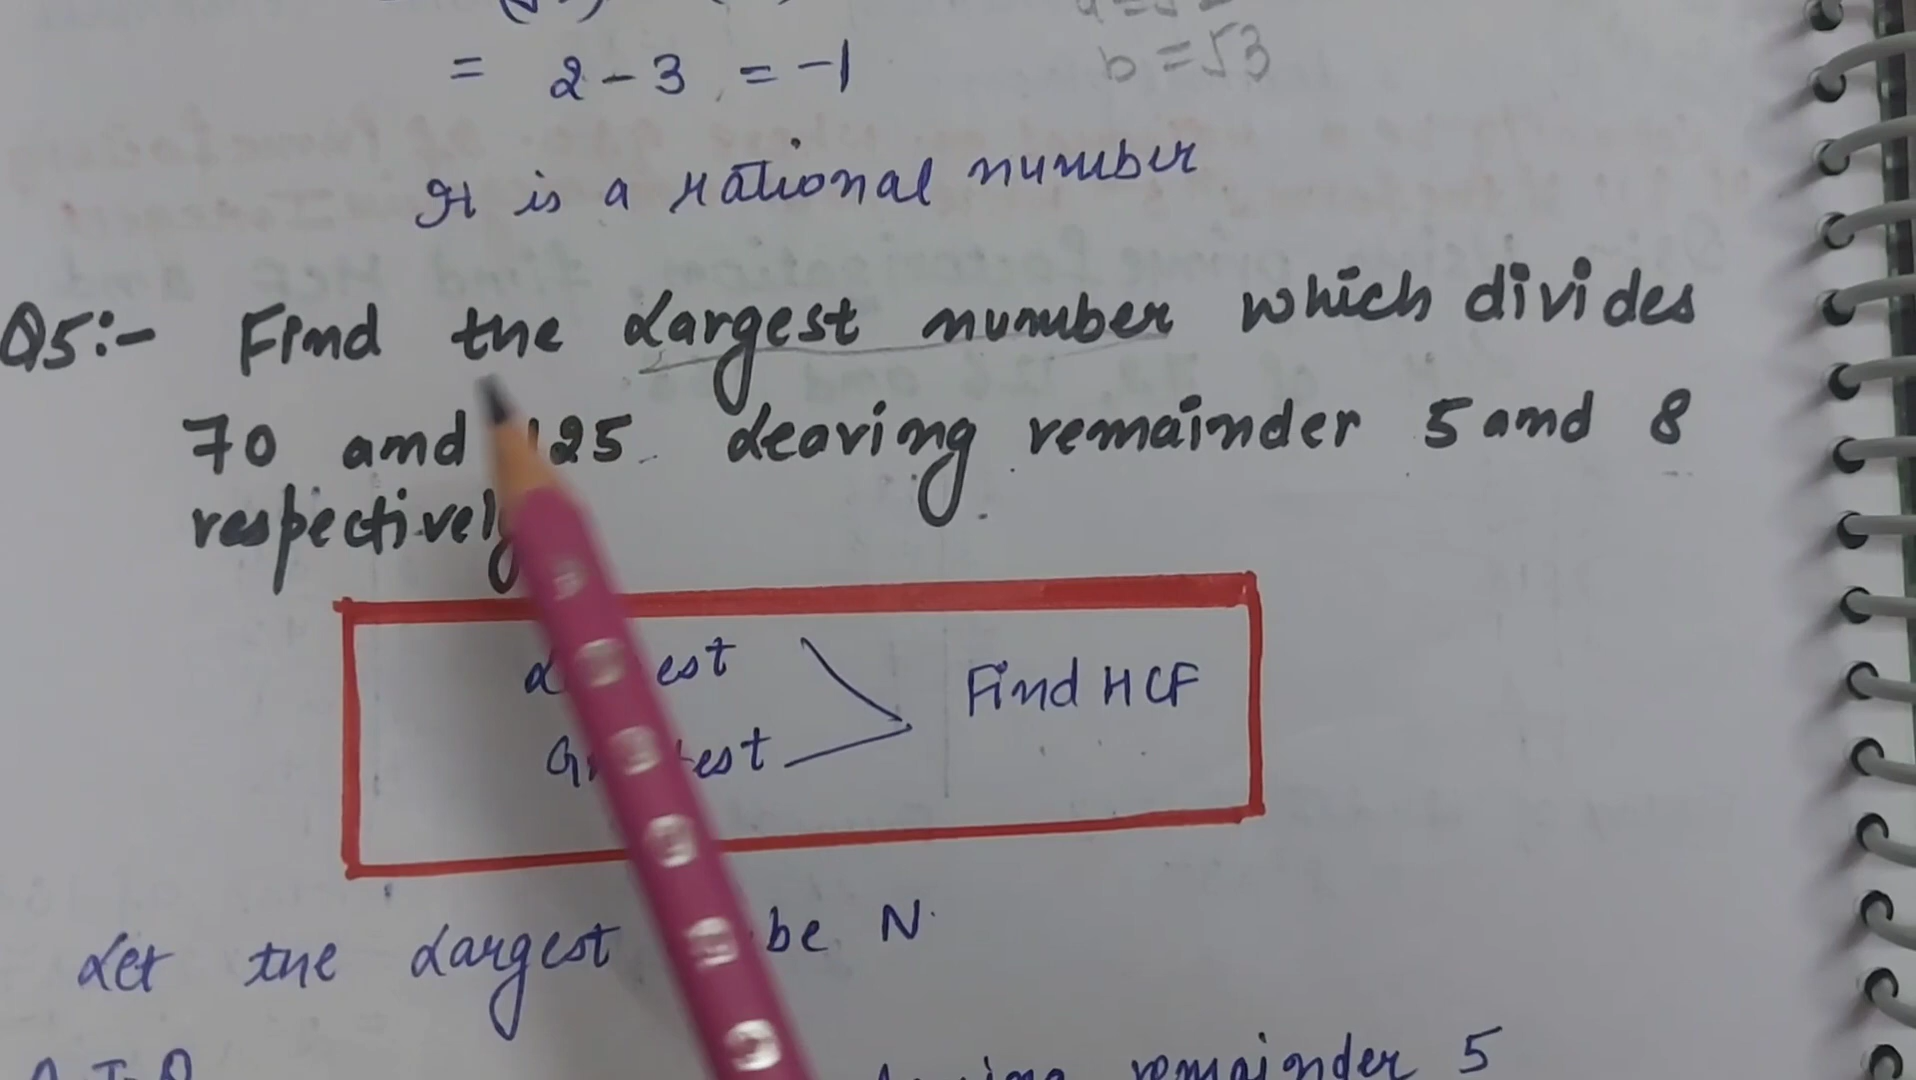 = 2 - 3 = -1
b = √3
It is a rational number
Q5:- Find the Largest number which divides
70 and 125 Leaving remainder 5 and 8
respectively
est Find HCF
est
Let the Largest be N.
remainder 5